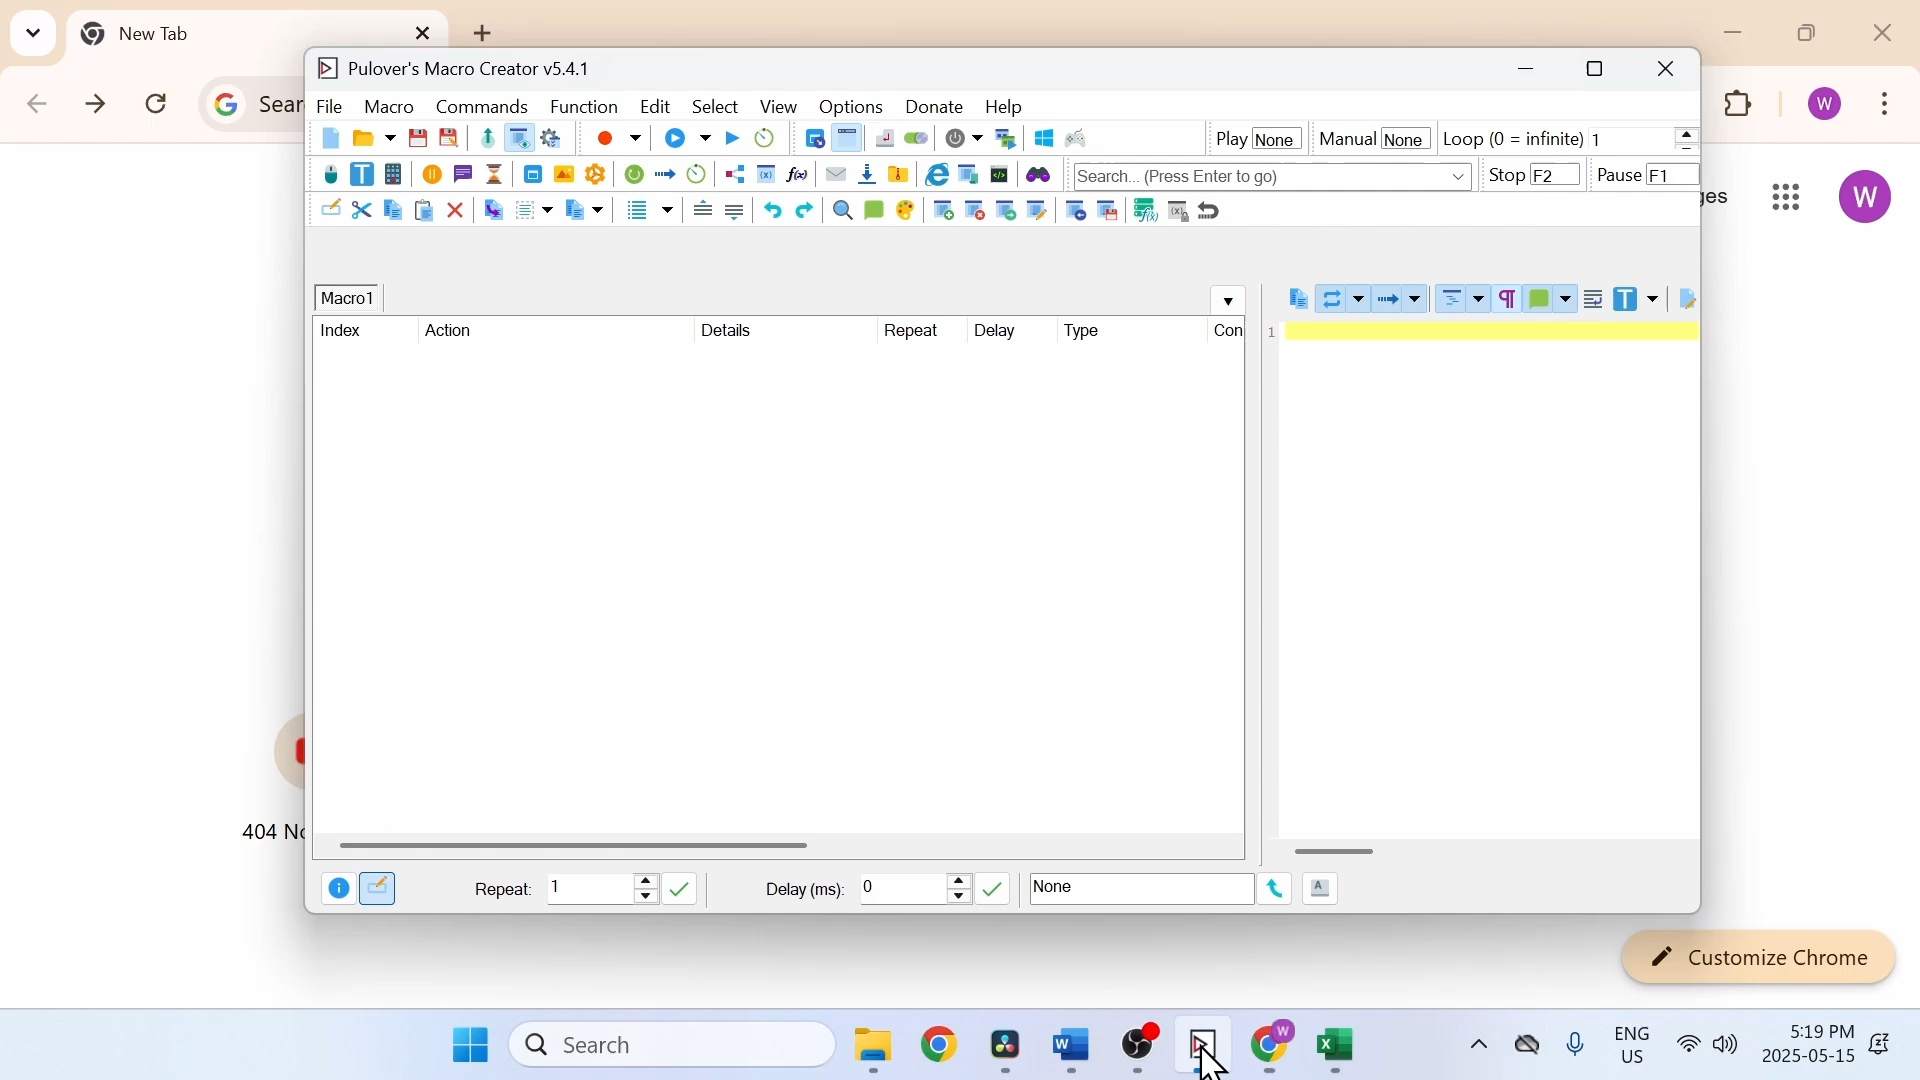 New Tab
Sear
Pulover's Macro Creator v5.4.1
File Macro Commands Function Edit Select View Options Donate Help
Play None Manual None Loop (0 = infinite) 1
Search... (Press Enter to go) Stop F2 Pause F1
W
W
Macro1
Index Action Details Repeat Delay Type Con
1
404 No
Repeat: 1 Delay (ms): 0 None
Customize Chrome
Search
ENG
US
5:19 PM
2025-05-15